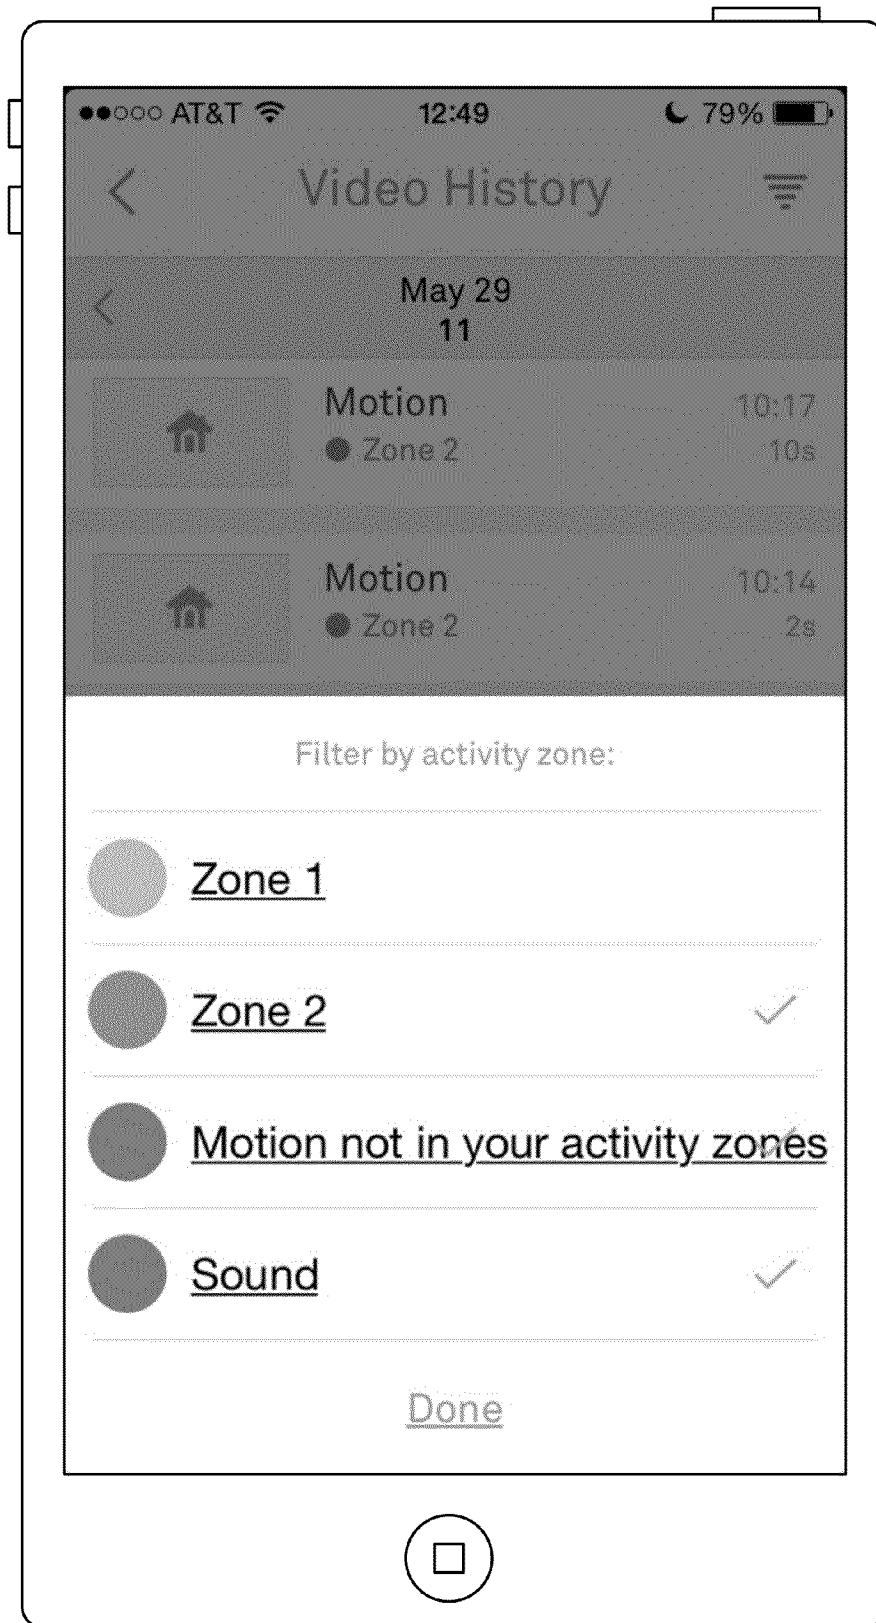 AT&T 12:49 79%
Video History
May 29
11
Motion 10:17
Zone 2 10s
Motion 10:14
Zone 2 2s
Filter by activity zone:
Zone 1
Zone 2
Motion not in your activity zones
Sound
Done